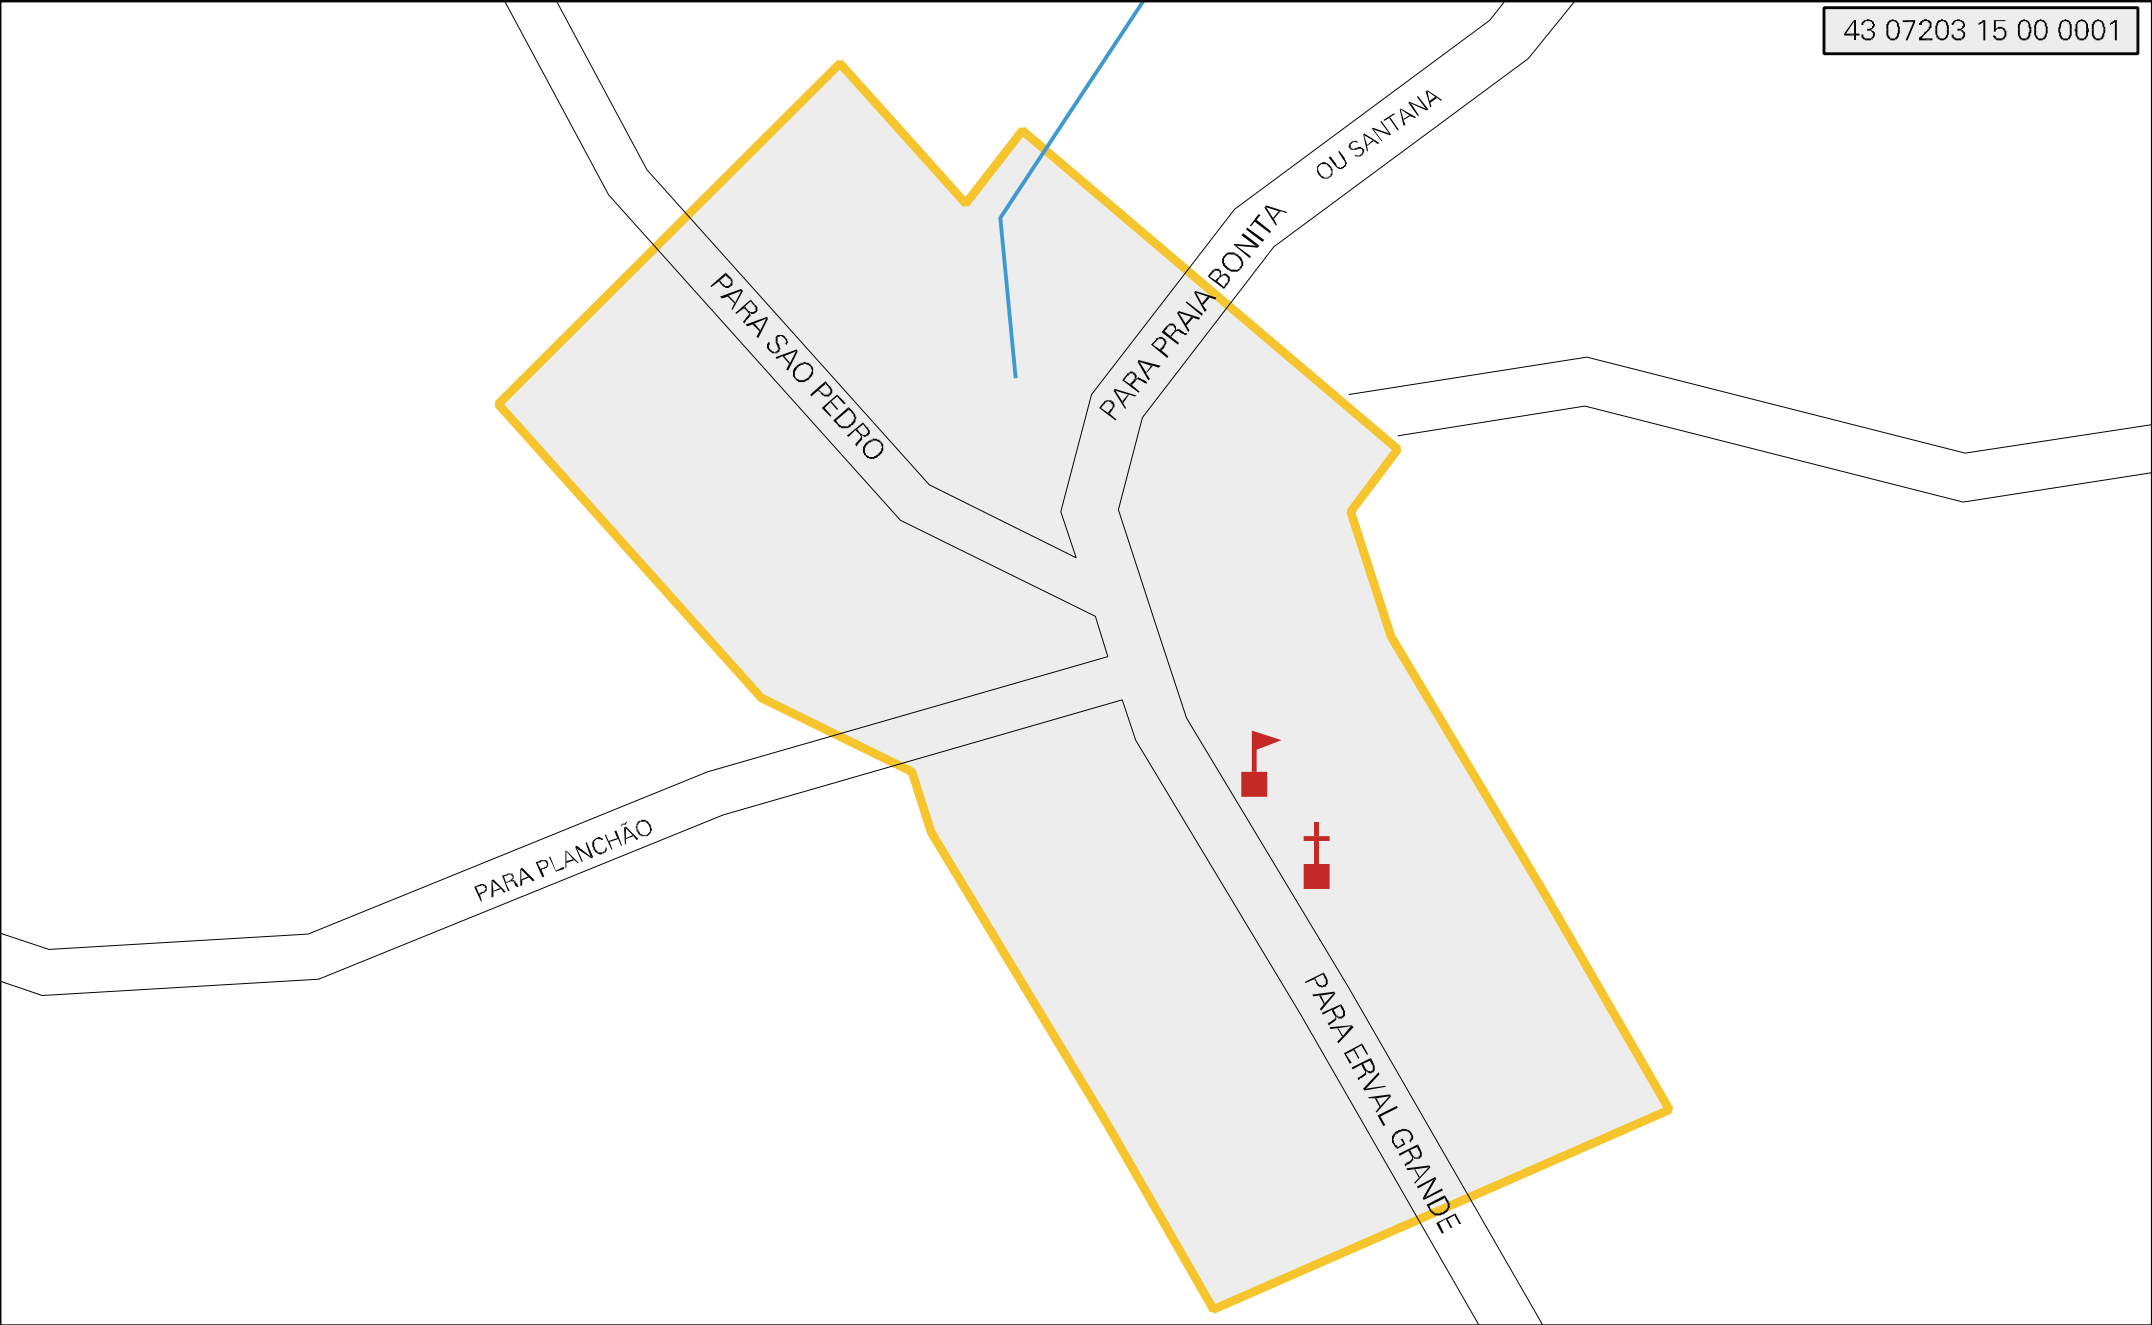 43 07203 15 00 0001
OU SANTANA
PARA PRAIA BONITA
PARA SAO PEDRO
PARA PLANCHÃO
PARA ERVAL GRANDE